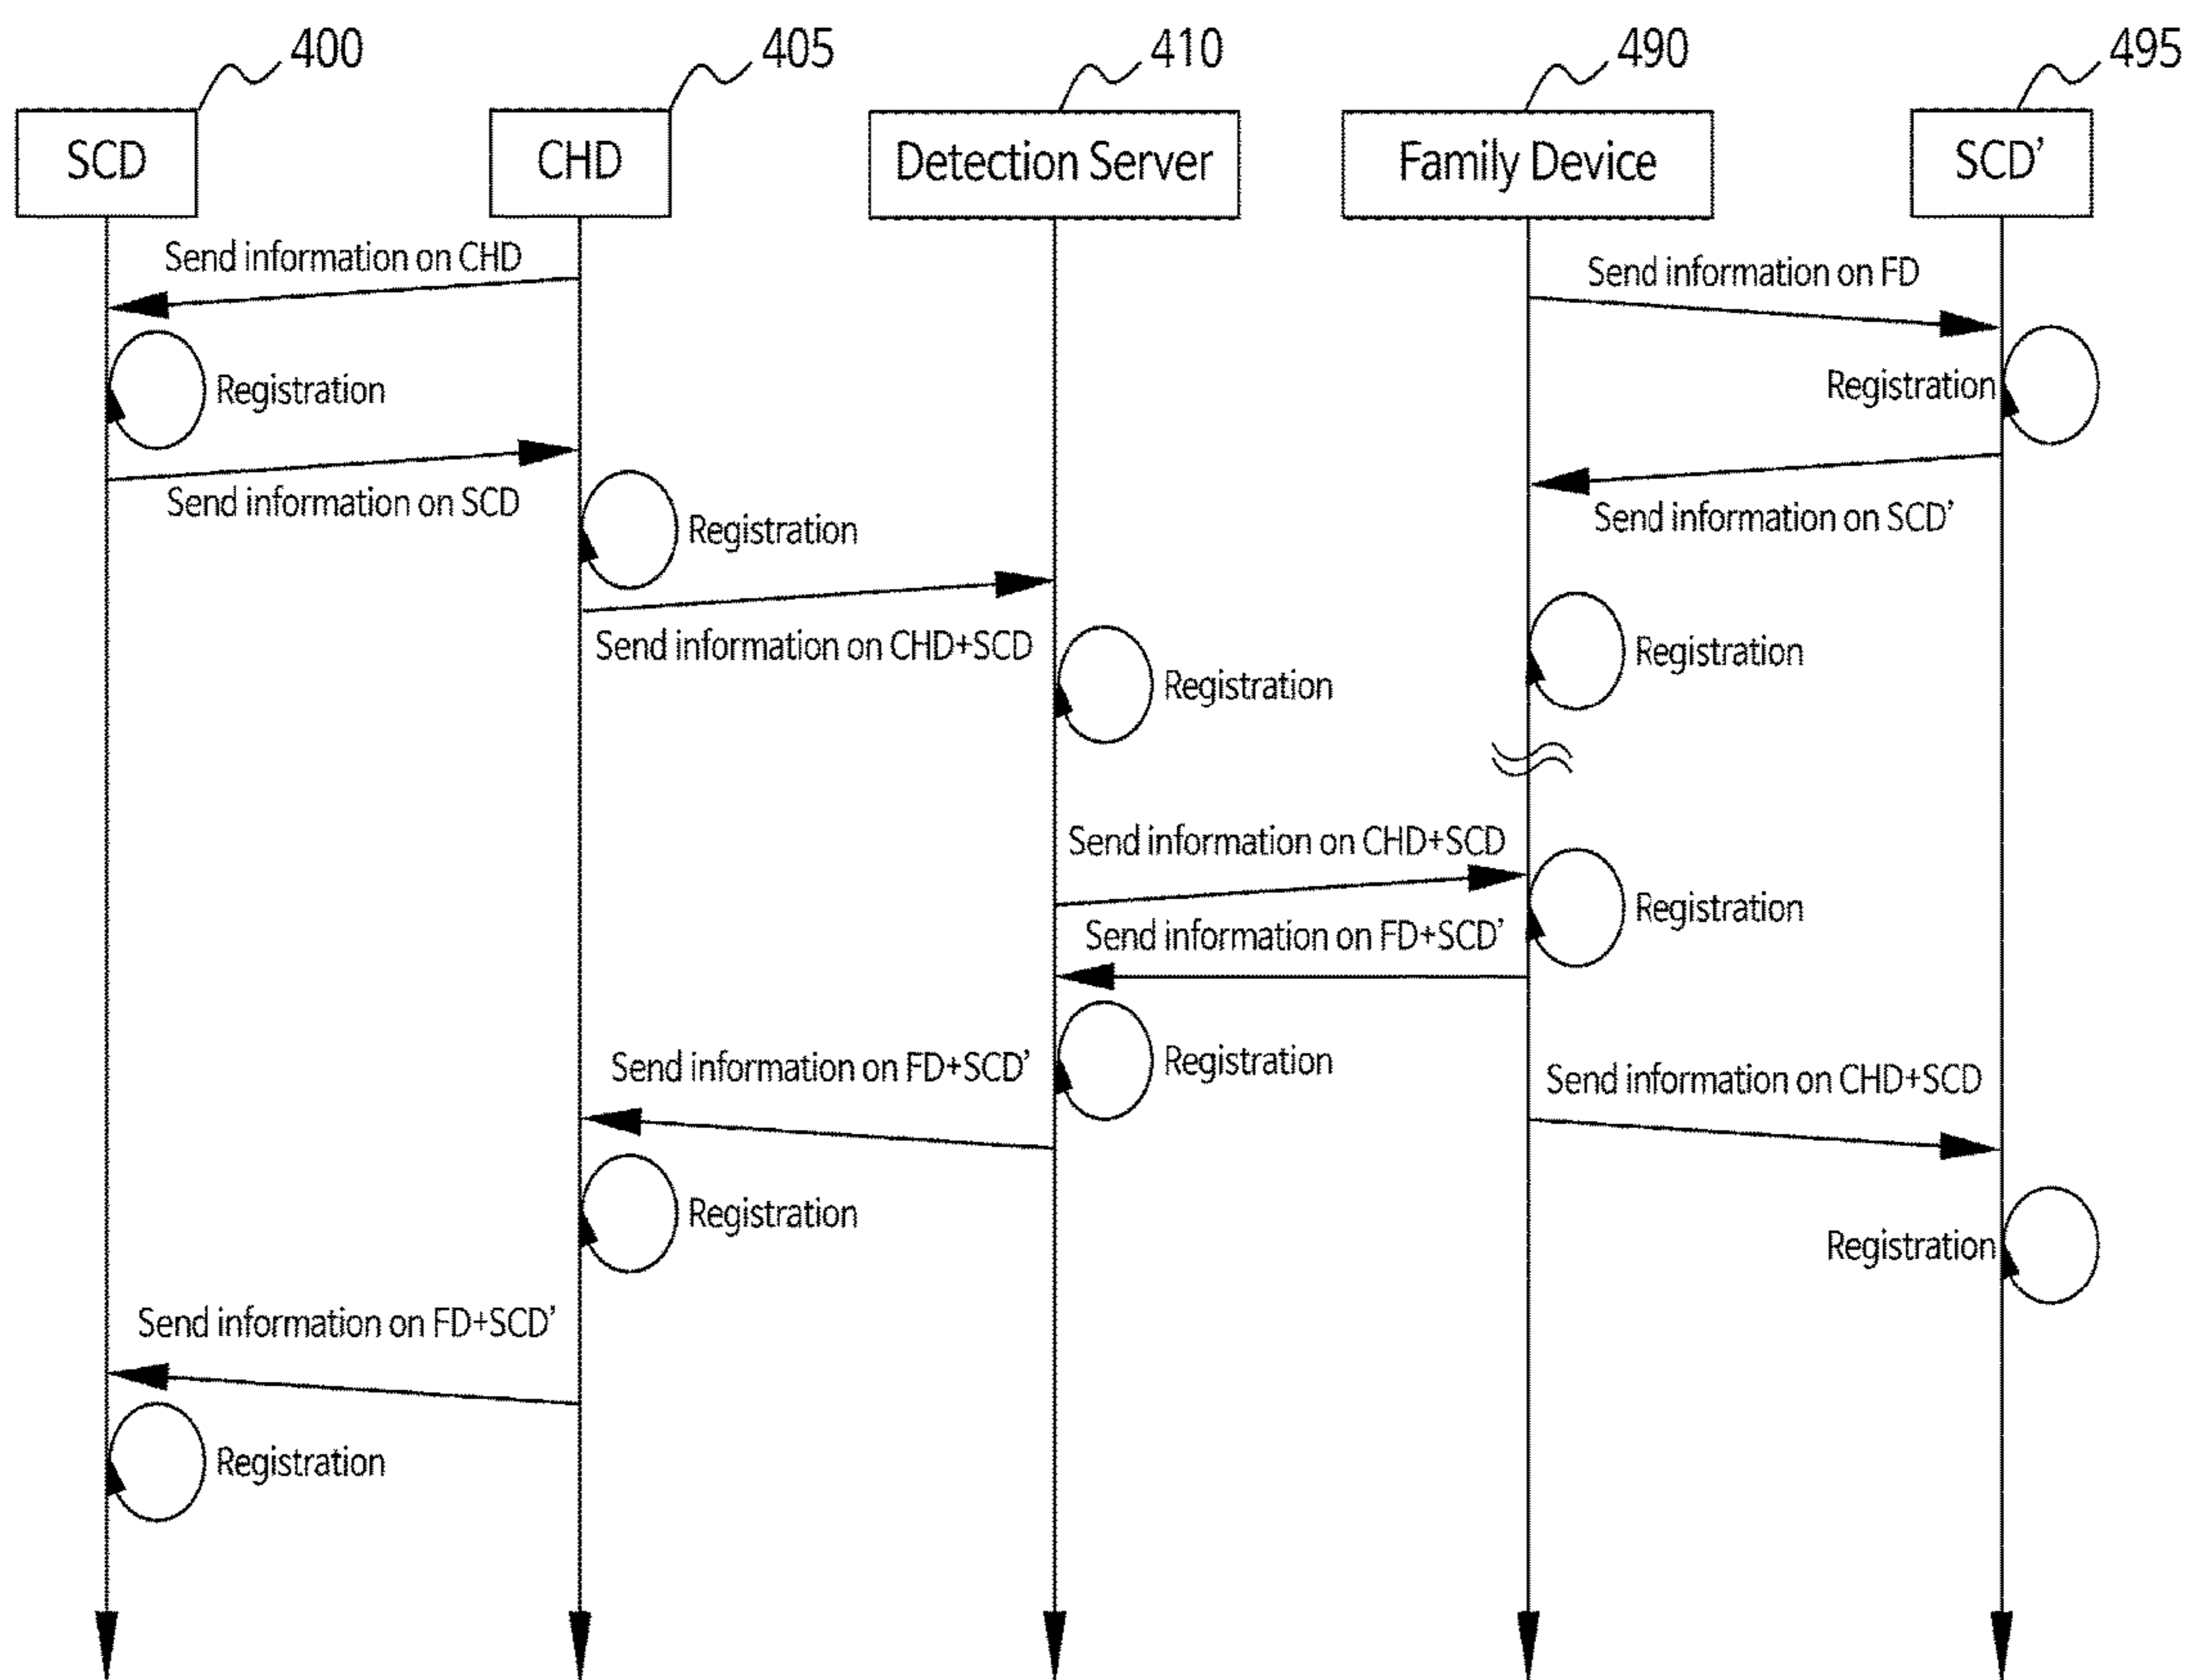 400
405
410
490
495
SCD
CHD
Detection Server
Family Device
SCD’
Send information on CHD
Send information on FD
Registration
Registration
Send information on SCD
Send information on SCD’
Registration
Send information on CHD+SCD
Registration
Registration
Send information on CHD+SCD
Registration
Send information on FD+SCD’
Registration
Send information on FD+SCD’
Send information on CHD+SCD
Registration
Registration
Send information on FD+SCD’
Registration